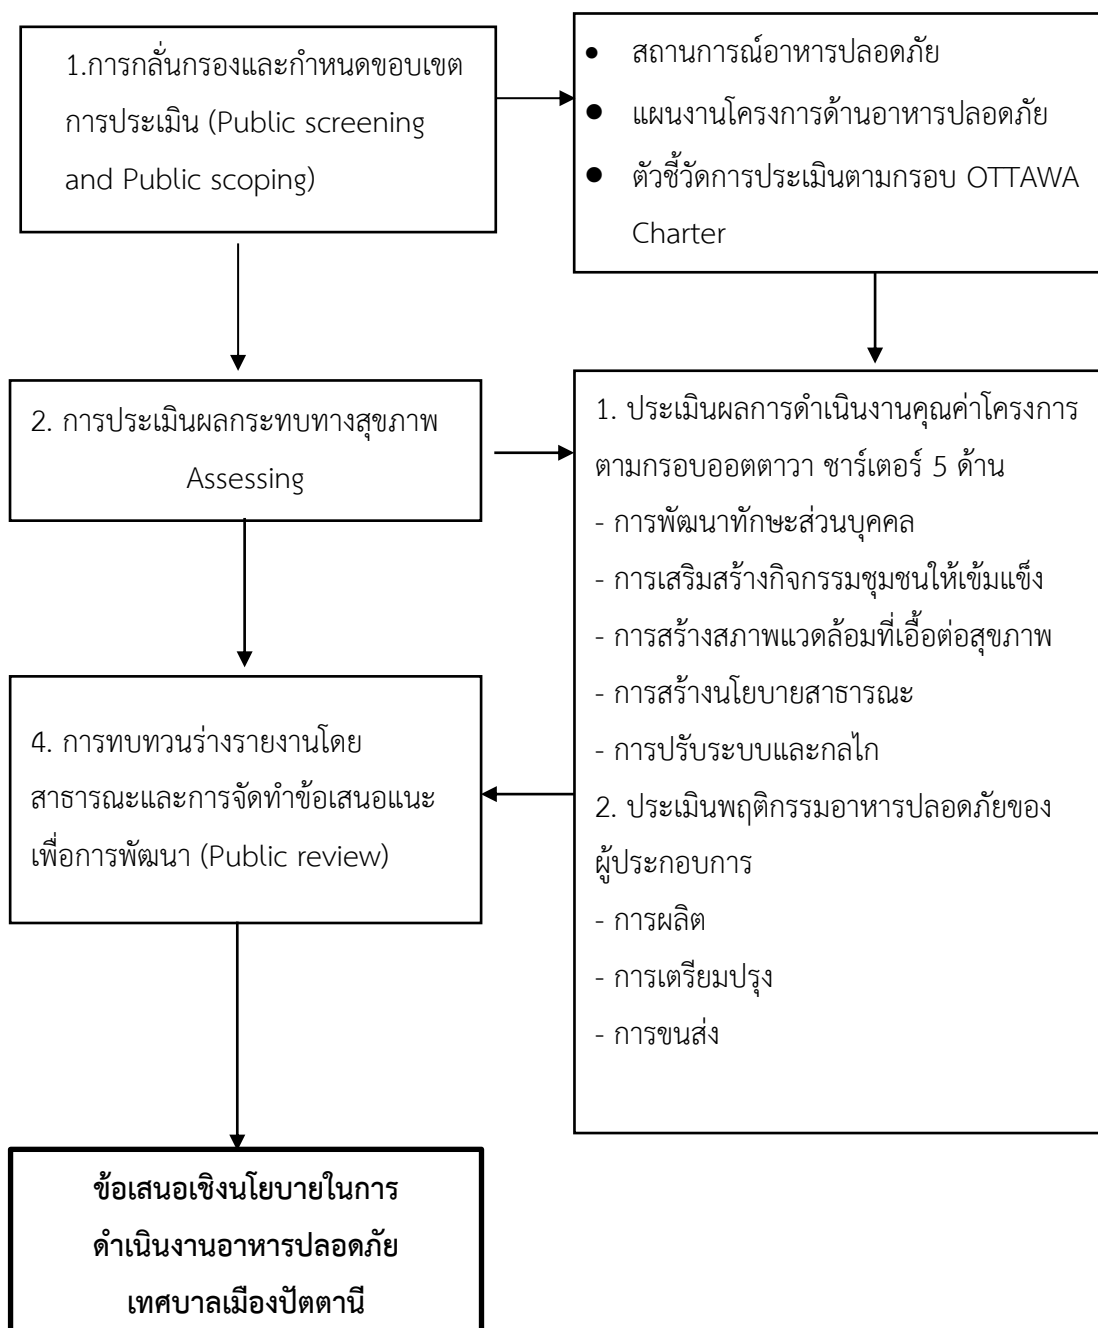 1.การกลั่นกรองและกำหนดขอบเขต
การประเมิน (Public screening
and Public scoping)
● สถานการณ์อาหารปลอดภัย
● แผนงานโครงการด้านอาหารปลอดภัย
● ตัวชี้วัดการประเมินตามกรอบ OTTAWA
Charter
2. การประเมินผลกระทบทางสุขภาพ
Assessing
1. ประเมินผลการดำเนินงานคุณค่าโครงการ
ตามกรอบออตตาวา ชาร์เตอร์ 5 ด้าน
- การพัฒนาทักษะส่วนบุคคล
- การเสริมสร้างกิจกรรมชุมชนให้เข้มแข็ง
- การสร้างสภาพแวดล้อมที่เอื้อต่อสุขภาพ
- การสร้างนโยบายสาธารณะ
- การปรับระบบและกลไก
2. ประเมินพฤติกรรมอาหารปลอดภัยของ
ผู้ประกอบการ
- การผลิต
- การเตรียมปรุง
- การขนส่ง
4. การทบทวนร่างรายงานโดย
สาธารณะและการจัดทำข้อเสนอแนะ
เพื่อการพัฒนา (Public review)
ข้อเสนอเชิงนโยบายในการ
ดำเนินงานอาหารปลอดภัย
เทศบาลเมืองปัตตานี